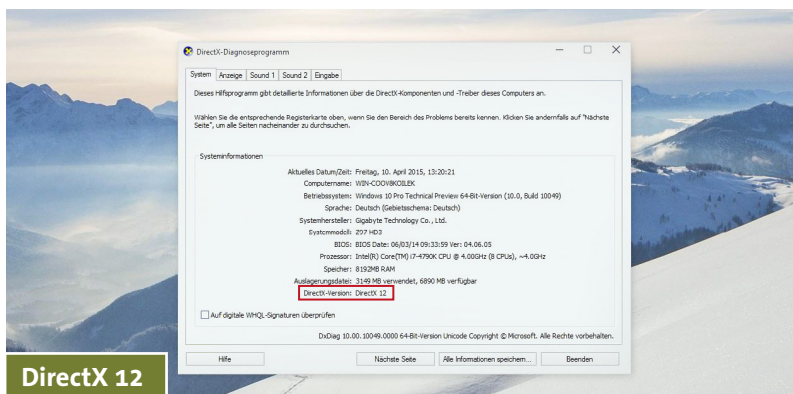 DirectX-Diagnoseprogramm
System Anzeige Sound 1 Sound 2 Eingabe
Dieses Hilfsprogramm gibt detaillierte Informationen über die DirectX-Komponenten und -Treiber dieses Computers an.
Wählen Sie die entsprechende Registerkarte oben, wenn Sie den Bereich des Problems bereits kennen. Klicken Sie andernfalls auf "Nächste
Seite", um alle Seiten nacheinander zu durchsuchen.
Systeminformationen
Aktuelles Datum/Zeit: Freitag, 10. April 2015, 13:20:21
Computername: WIN-COOV8KOILEK
Betriebssystem: Windows 10 Pro Technical Preview 64-Bit-Version (10.0, Build 10049)
Sprache: Deutsch (Gebietsschema: Deutsch)
Systemhersteller: Gigabyte Technology Co., Ltd.
Systemmodell: Z97 HD3
BIOS: BIOS Date: 06/03/14 09:33:59 Ver: 04.06.05
Prozessor: Intel(R) Core(TM) i7-4790K CPU @ 4.00GHz (8 CPUs), ~4.0GHz
Speicher: 8192MB RAM
Auslagerungsdatei: 3149 MB verwendet, 6890 MB verfügbar
DirectX-Version: DirectX 12
Auf digitale WHQL-Signaturen überprüfen
DxDiag 10.00.10049.0000 64-Bit-Version Unicode Copyright © Microsoft. Alle Rechte vorbehalten.
Hilfe Nächste Seite Alle Informationen speichern... Beenden
DirectX 12